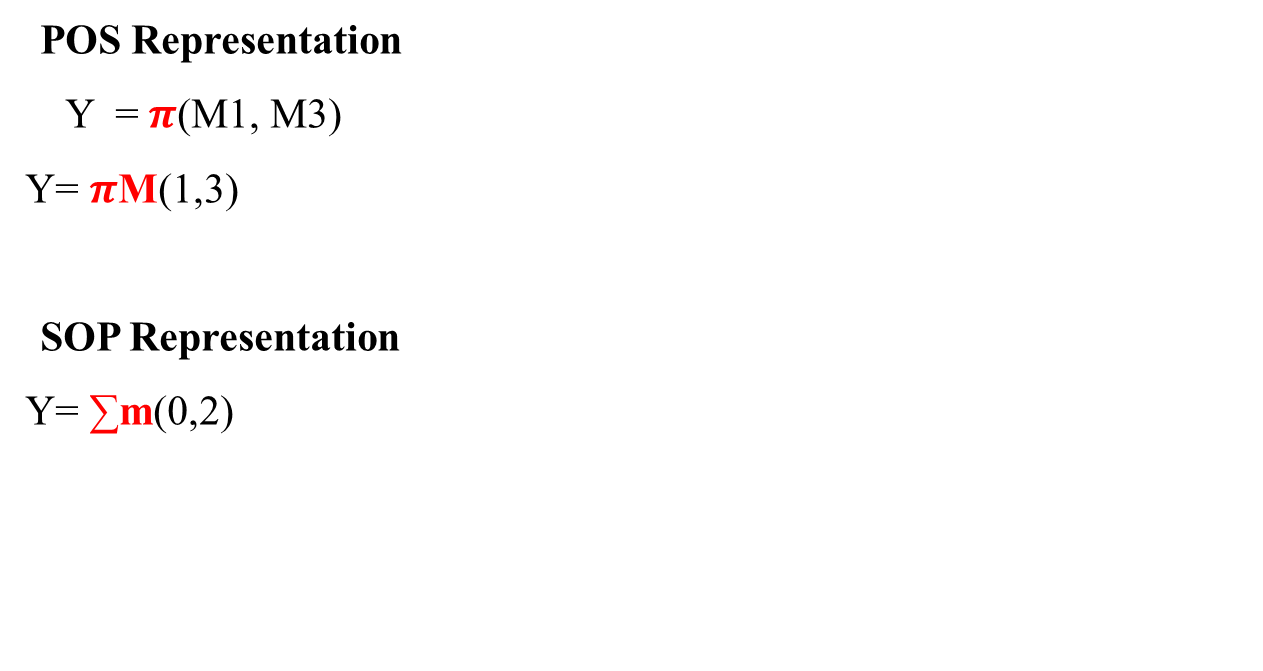 POS Representation
Y = π(M1, M3)
Y= πM(1,3)
SOP Representation
Y= ∑m(0,2)